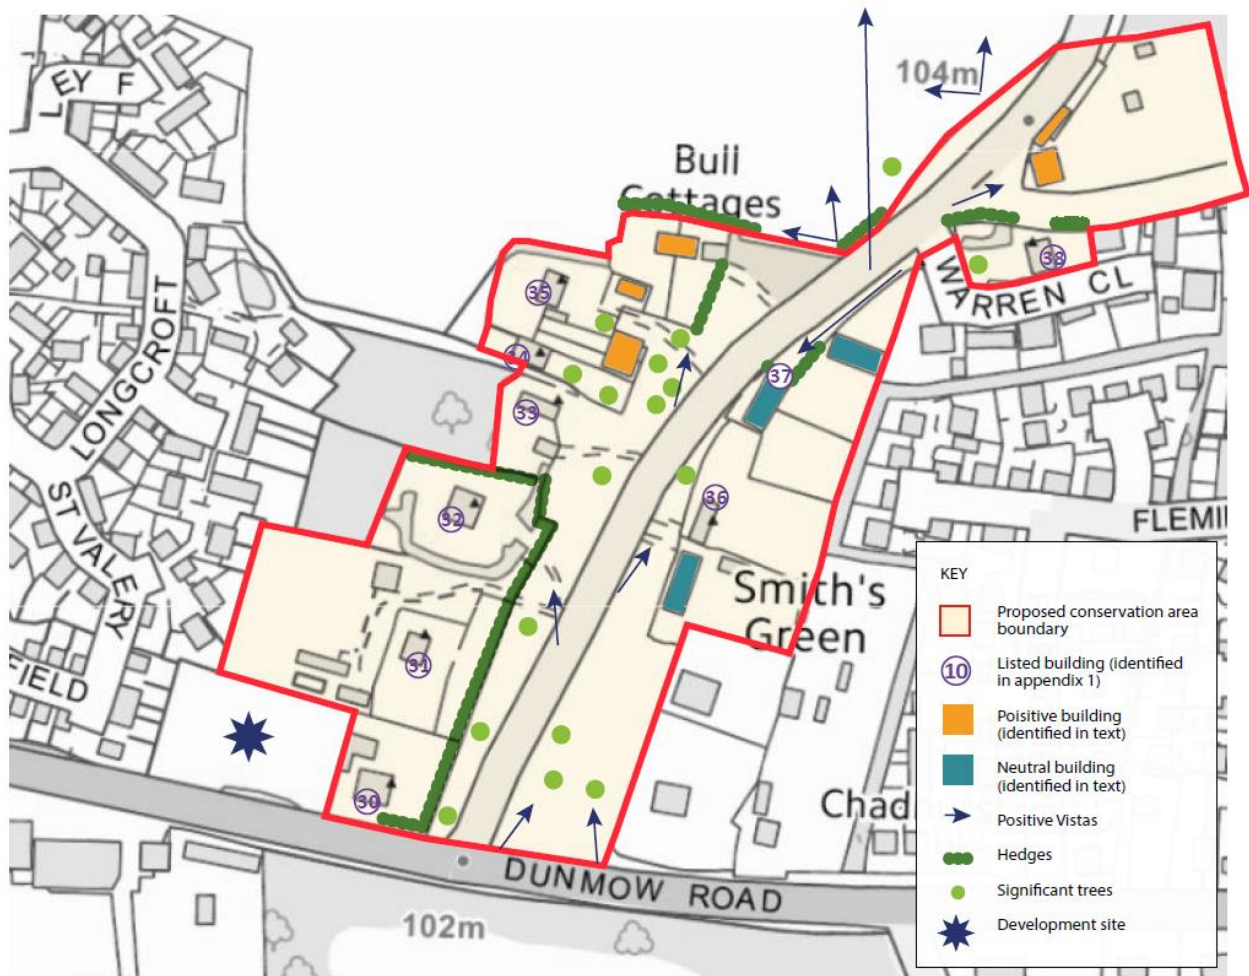 LEY F
104m
Bull
Cottages
LONGCROFT
35
38
WARREN CL
34
37
33
32
36
FLEMI
ST VALERY
Smith's
Green
31
FIELD
30
DUNMOW ROAD
102m
KEY
Proposed conservation area
boundary
10
Listed building (identified
in appendix 1)
Poisitive building
(identified in text)
Neutral building
(identified in text)
Positive Vistas
Hedges
Significant trees
Development site